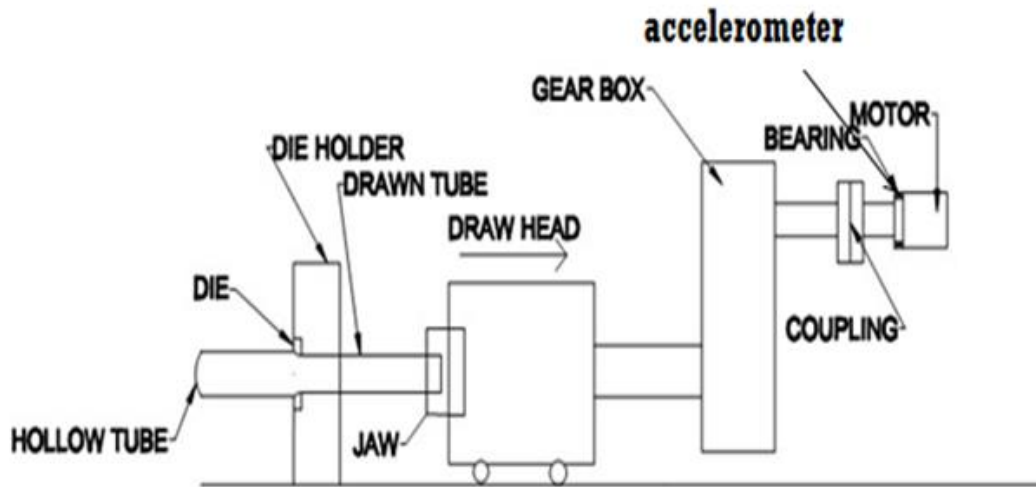 accelerometer
GEAR BOX
MOTOR
BEARING
DIE HOLDER
DRAWN TUBE
DRAW HEAD
DIE
COUPLING
HOLLOW TUBE
JAW